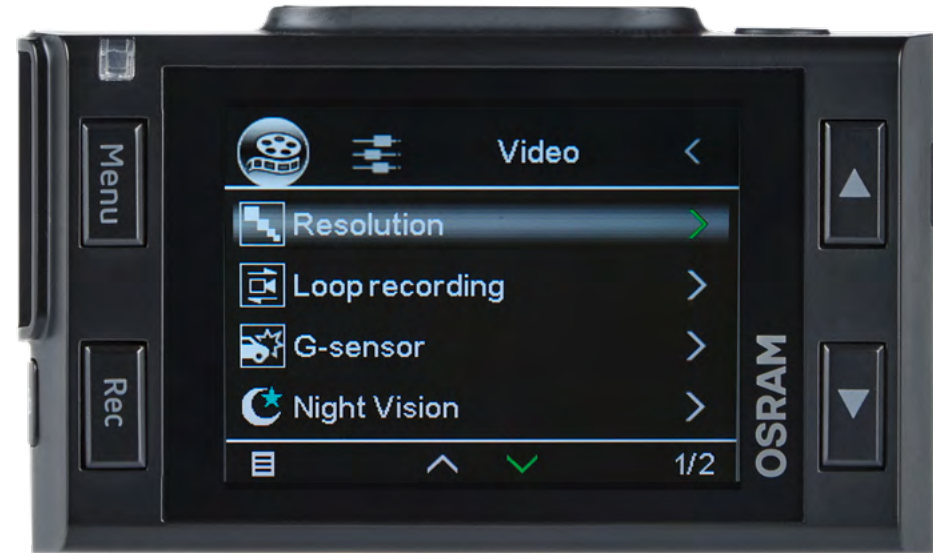 Menu
Rec
Video
Resolution
Loop recording
G-sensor
Night Vision
1/2
OSRAM